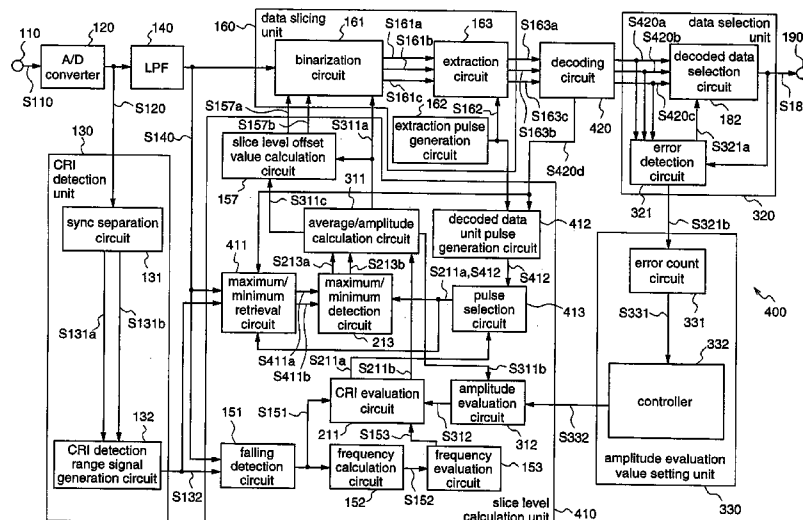 110
120
A/D
converter
S110
S120
140
LPF
S140
160
data slicing
unit
161
binarization
circuit
S161a
S161b
S161c
163
extraction
circuit
S163a
S163c
S163b
S162
162
extraction pulse
generation circuit
decoding
circuit
420
S420d
S420a
S420b
S420c
data selection
unit
decoded data
selection
circuit
182
190
S321a
error
detection
circuit
321
320
S321b
S157a
S157b
S311a
slice level offset
value calculation
circuit
157
S311c
311
average/amplitude
calculation circuit
S213a
S213b
412
decoded data
unit pulse
generation circuit
S412
S211a,S412
pulse
selection
circuit
413
130
CRI
detection
unit
sync separation
circuit
131
S131a
S131b
132
CRI detection
range signal
generation circuit
S132
411
maximum/
minimum
retrieval
circuit
S411a
S411b
maximum/
minimum
detection
circuit
213
S211a
S211b
S311b
CRI evaluation
circuit
211
S312
amplitude
evaluation
circuit
312
S332
S151
S153
151
falling
detection
circuit
frequency
calculation
circuit
152
S152
frequency
evaluation
circuit
153
slice level
calculation unit
410
error count
circuit
331
S331
332
controller
amplitude evaluation
value setting unit
330
400